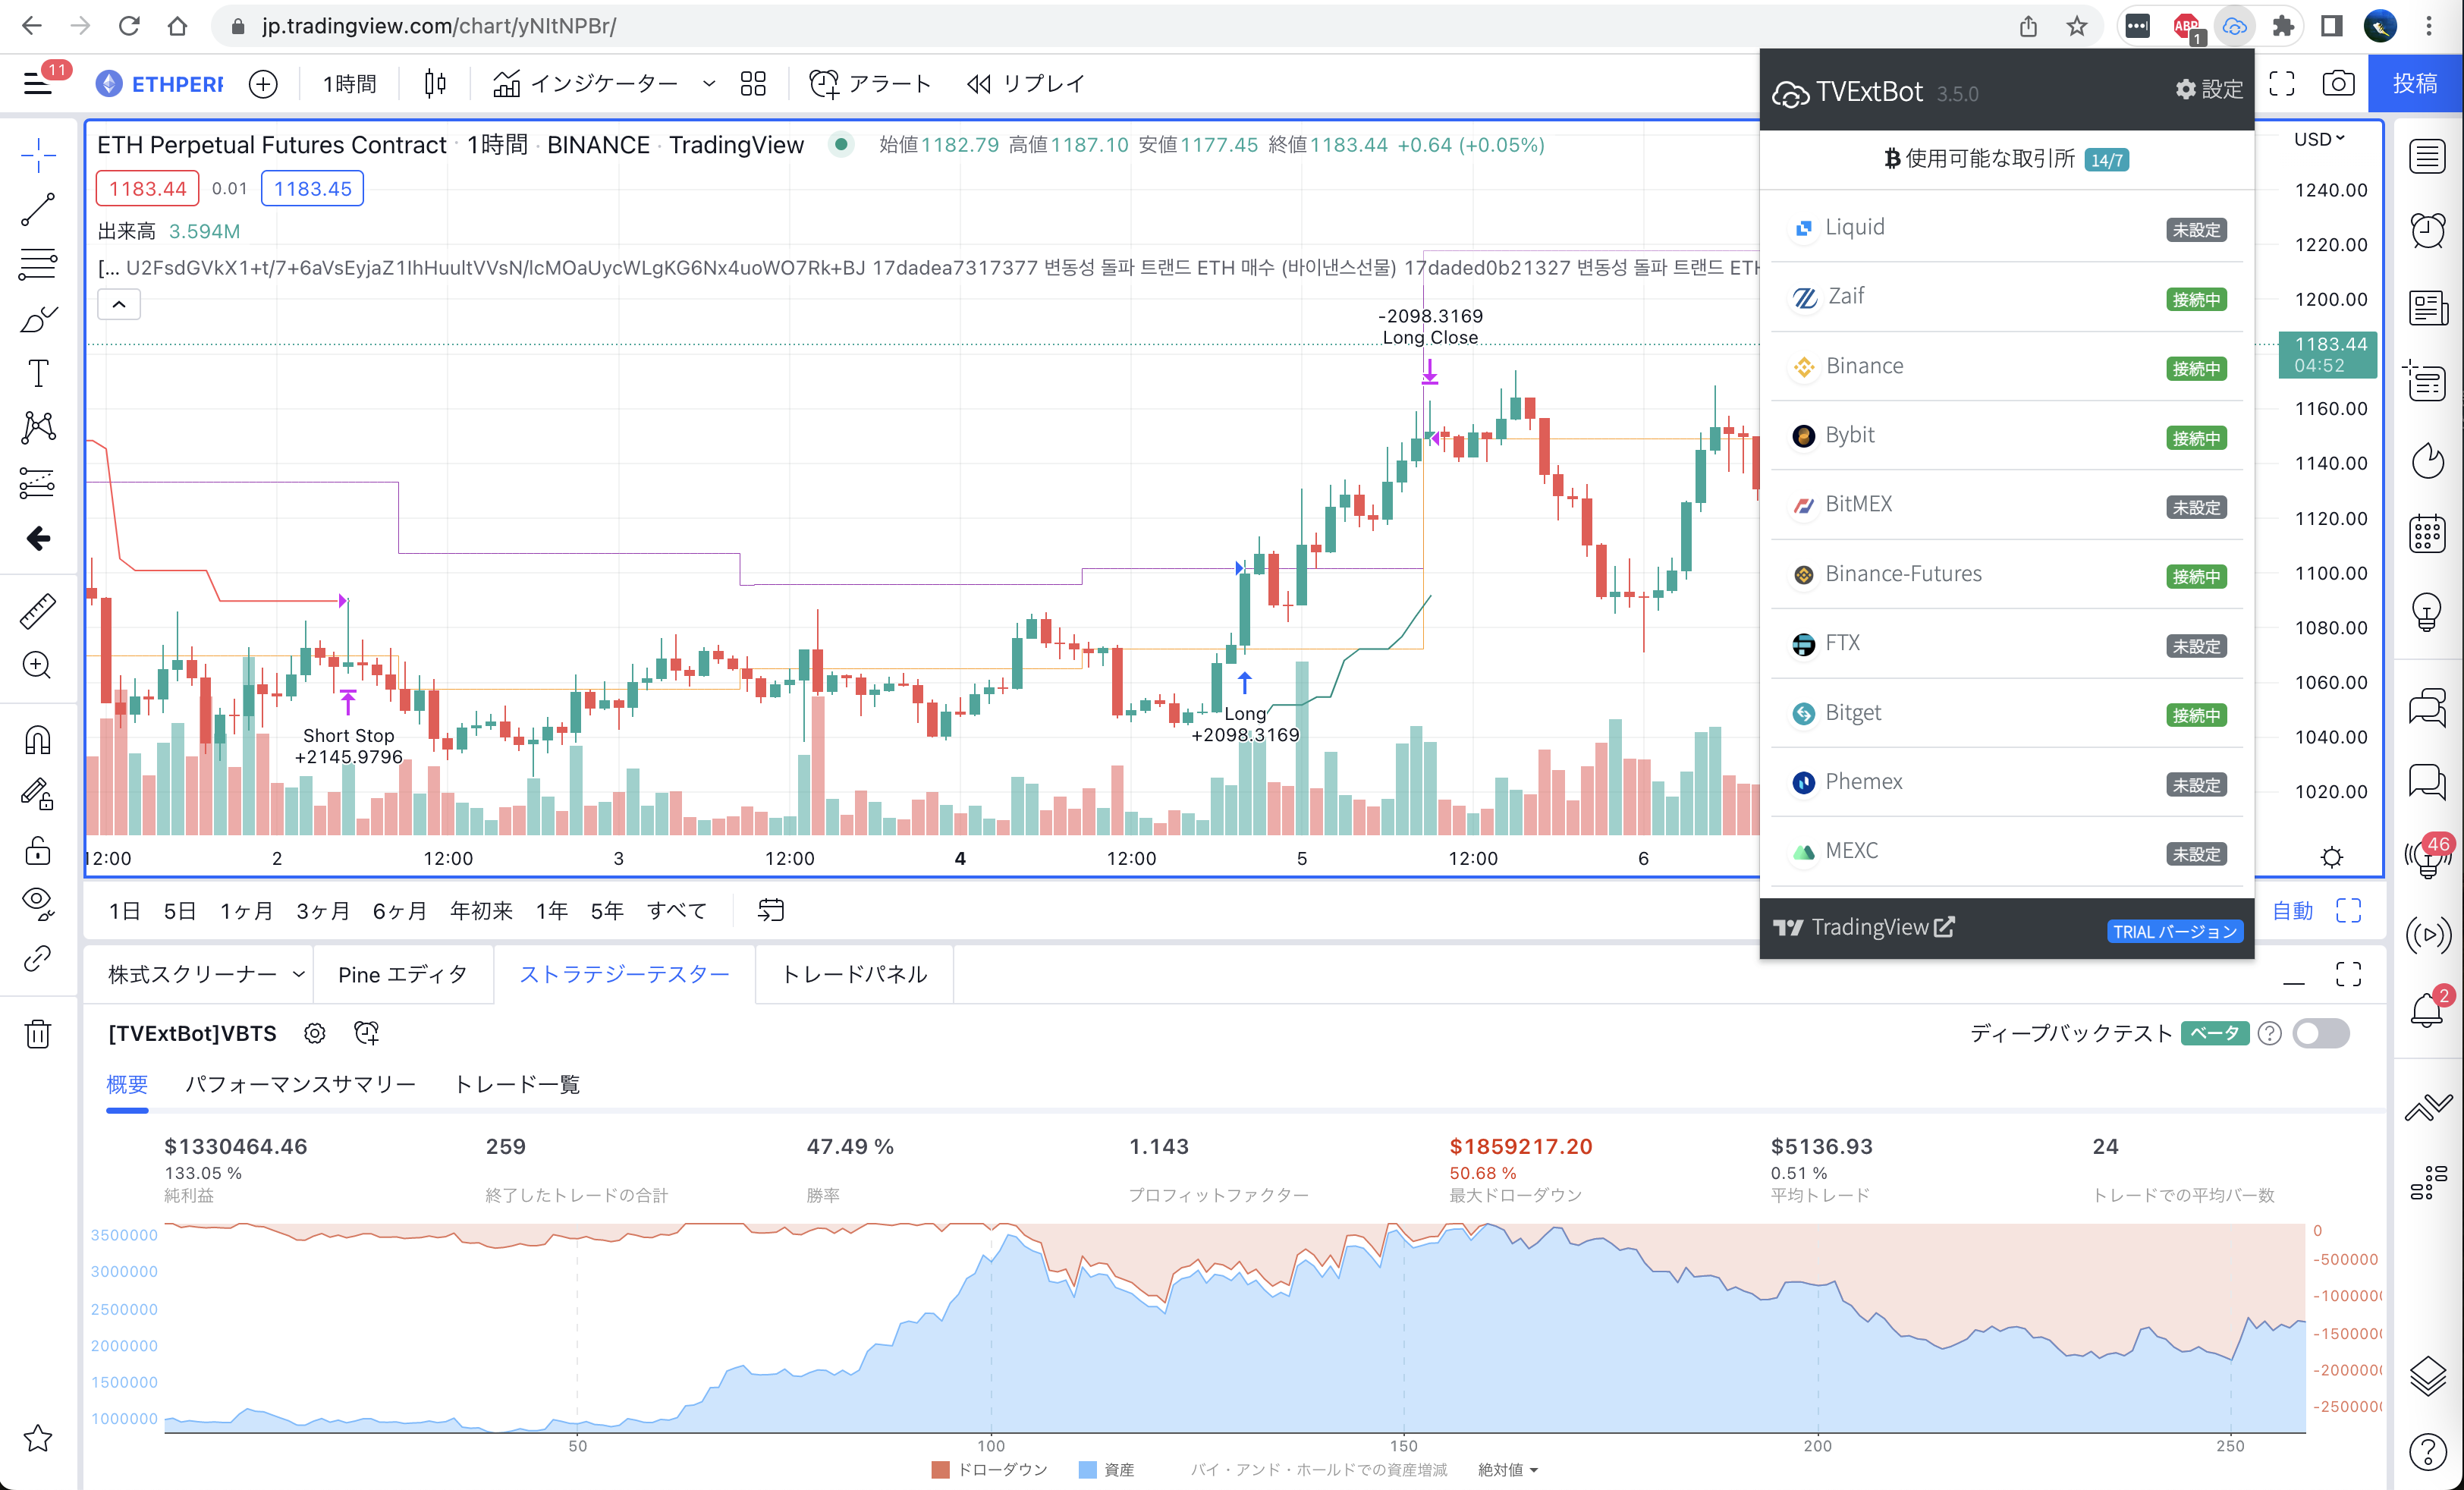 jp.tradingview.com/chart/yNItNPBr/
ABP
1
11
ETHPERP
1時間
インジケーター
アラート
リプレイ
投稿
ETH Perpetual Futures Contract · 1時間 · BINANCE · TradingView
始値1182.79 高値1187.10 安値1177.45 終値1183.44 +0.64 (+0.05%)
1183.44 0.01 1183.45
出来高 3.594M
변동성 돌파 트랜드 ETH 매수 (바이낸스선물) 17daded0b21327 변동성 돌파 트랜드
-2098.3169
Long Close
Short Stop
+2145.9796
Long
+2098.3169
USD
1240.00
1220.00
1200.00
1183.44
04:52
1160.00
1140.00
1120.00
1100.00
1080.00
1060.00
1040.00
1020.00
12:00 2 12:00 3 12:00 4 12:00 5 12:00 6
TVExtBot 3.5.0 設定
使用可能な取引所 14/7
Liquid 未設定
Zaif 接続中
Binance 接続中
Bybit 接続中
BitMEX 未設定
Binance-Futures 接続中
FTX 未設定
Bitget 接続中
Phemex 未設定
MEXC 未設定
TradingView TRIAL バージョン
46
2
1日 5日 1ヶ月 3ヶ月 6ヶ月 年初来 1年 5年 すべて
自動
株式スクリーナー Pine エディタ ストラテジーテスター トレードパネル
[TVExtBot]VBTS
ディープバックテスト ベータ
概要 パフォーマンスサマリー トレード一覧
$1330464.46 259 47.49 % 1.143 $1859217.20 $5136.93 24
133.05 % 50.68 % 0.51 %
純利益 終了したトレードの合計 勝率 プロフィットファクター 最大ドローダウン 平均トレード トレードでの平均バー数
3500000
3000000
2500000
2000000
1500000
1000000
0
-500000
-1000000
-1500000
-2000000
-2500000
50 100 150 200 250
ドローダウン 資産 バイ・アンド・ホールドでの資産増減 絶対値